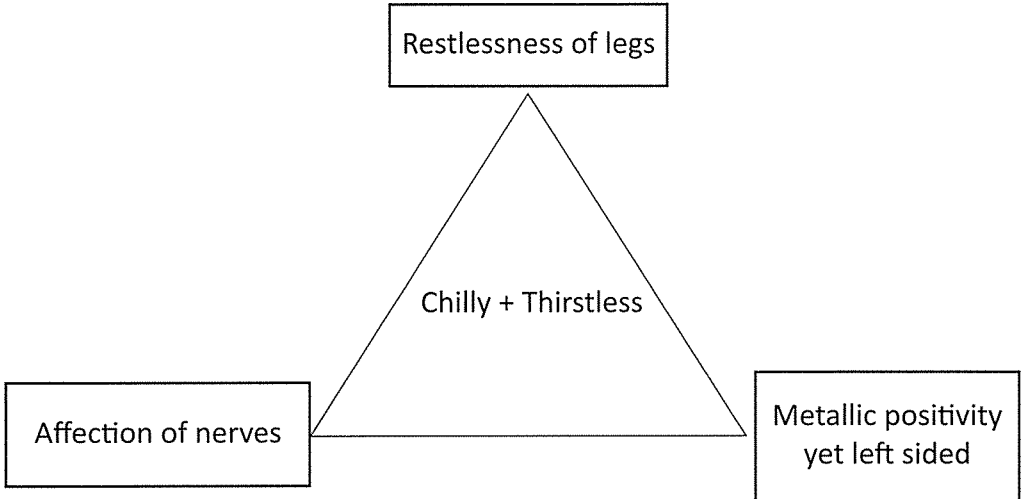 Restlessness of legs
Chilly + Thirstless
Affection of nerves
Metallic positivity
yet left sided